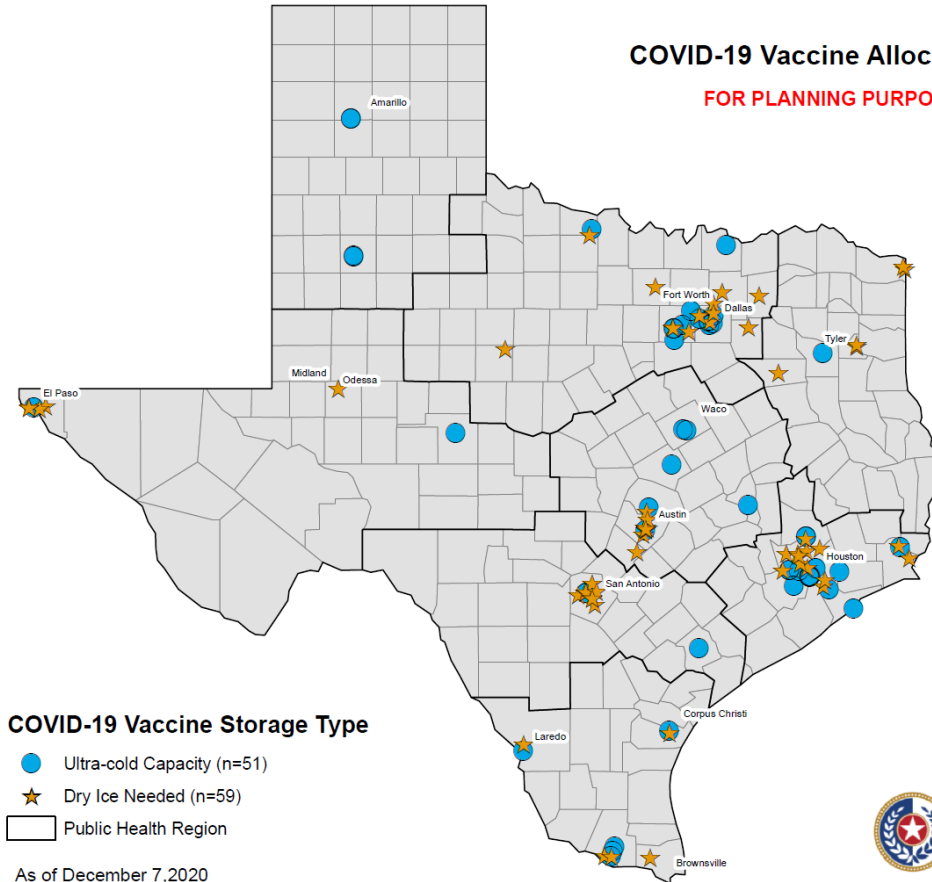 COVID-19 Vaccine Alloc
FOR PLANNING PURPO
Amarillo
Fort Worth
Dallas
Tyler
Midland
Odessa
El Paso
Waco
Austin
Houston
San Antonio
Corpus Christi
Laredo
Brownsville
COVID-19 Vaccine Storage Type
Ultra-cold Capacity (n=51)
Dry Ice Needed (n=59)
Public Health Region
As of December 7,2020